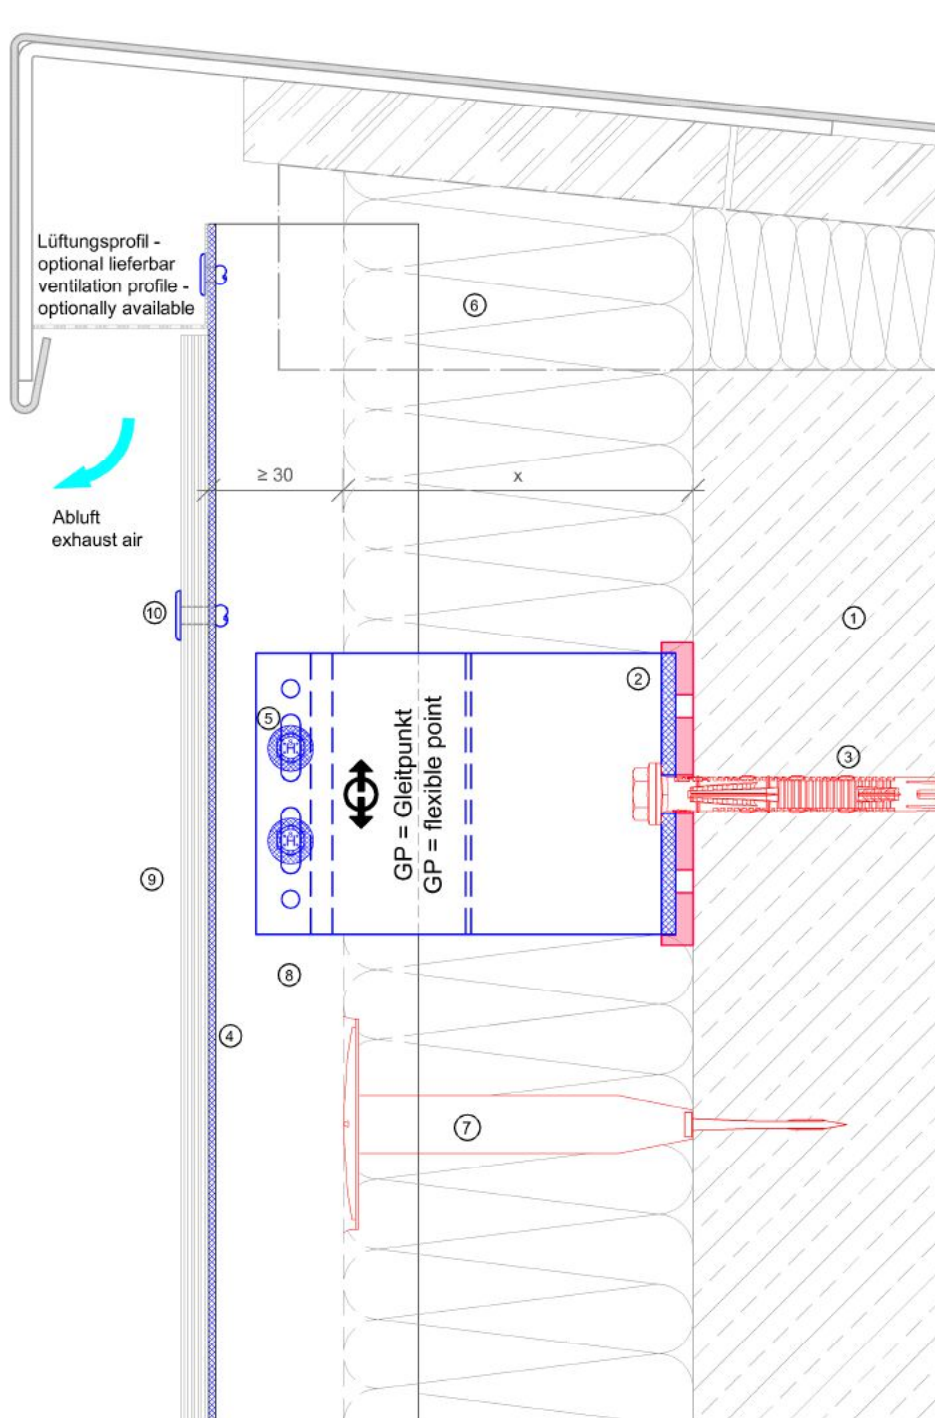 Lüftungsprofil -
optional lieferbar
ventilation profile -
optionally available
6
≥ 30
x
Abluft
exhaust air
10
1
2
5
GP = Gleitpunkt
GP = flexible point
3
9
8
4
7